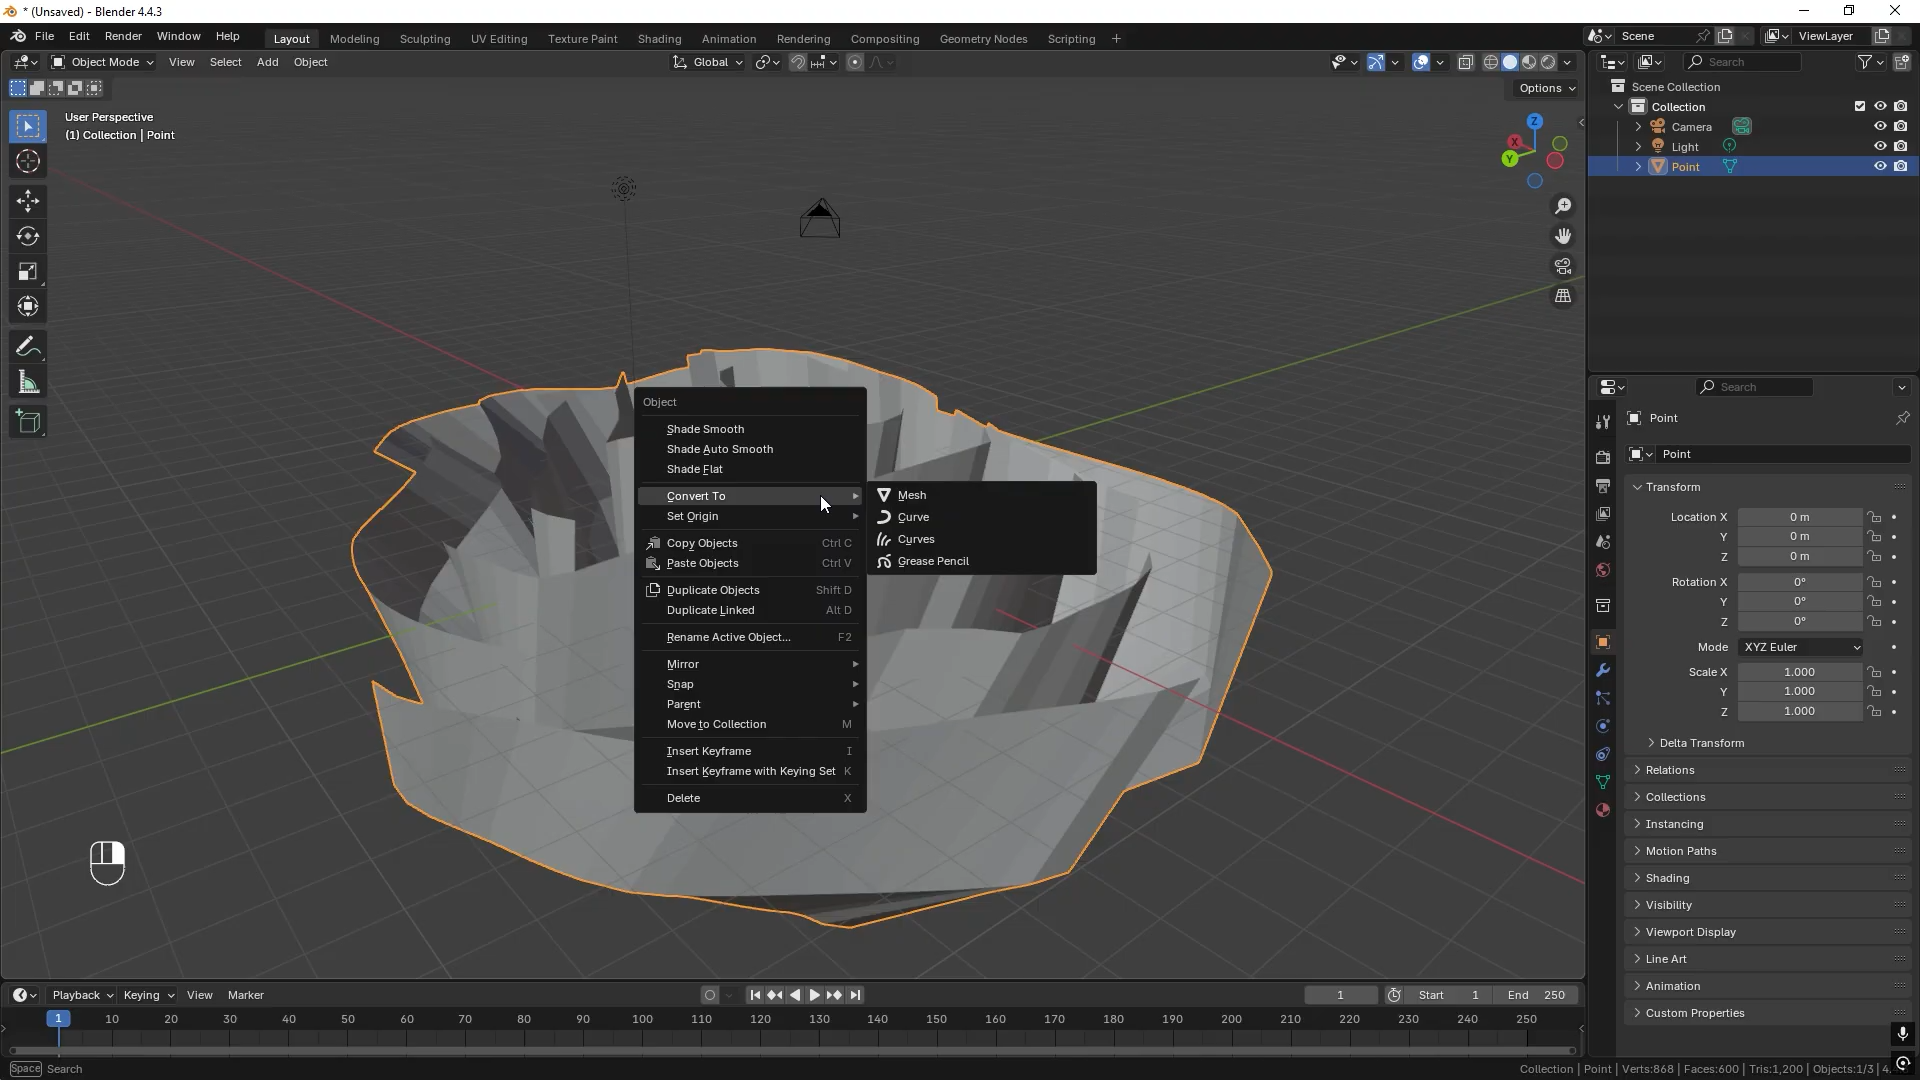 * (Unsaved) - Blender 4.4.3
File Edit Render Window Help
Layout Modeling Sculpting UV Editing Texture Paint Shading Animation Rendering Compositing Geometry Nodes Scripting +
Scene
ViewLayer
Object Mode View Select Add Object
Global
Search
Options
User Perspective
(1) Collection | Point
Z
X
Y
Scene Collection
Collection
Camera
Light
Point
Object
Shade Smooth
Shade Auto Smooth
Shade Flat
Convert To
Set Origin
Copy Objects Ctrl C
Paste Objects Ctrl V
Duplicate Objects Shift D
Duplicate Linked Alt D
Rename Active Object... F2
Mirror
Snap
Parent
Move to Collection M
Insert Keyframe I
Insert Keyframe with Keying Set K
Delete X
Mesh
Curve
Curves
Grease Pencil
Search
Point
Point
Transform
Location X 0 m
Y 0 m
Z 0 m
Rotation X 0°
Y 0°
Z 0°
Mode XYZ Euler
Scale X 1.000
Y 1.000
Z 1.000
Delta Transform
Relations
Collections
Instancing
Motion Paths
Shading
Visibility
Viewport Display
Line Art
Animation
Custom Properties
Playback Keying View Marker
1
Start 1
End 250
1 10 20 30 40 50 60 70 80 90 100 110 120 130 140 150 160 170 180 190 200 210 220 230 240 250
Space Search
Collection | Point | Verts:868 | Faces:600 | Tris:1,200 | Objects:1/3 | 4.